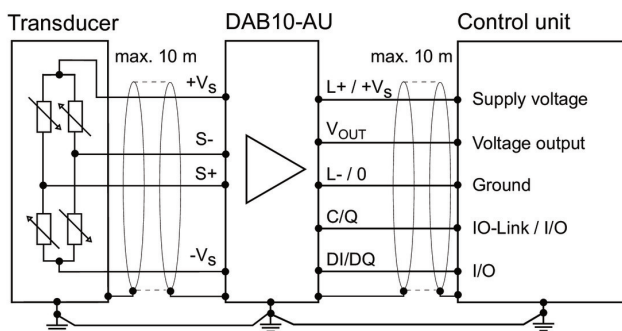 Transducer
DAB10-AU
Control unit
max. 10 m
max. 10 m
+Vs
S-
S+
-Vs
L+ / +Vs
VOUT
L- / 0
C/Q
DI/DQ
Supply voltage
Voltage output
Ground
IO-Link / I/O
I/O